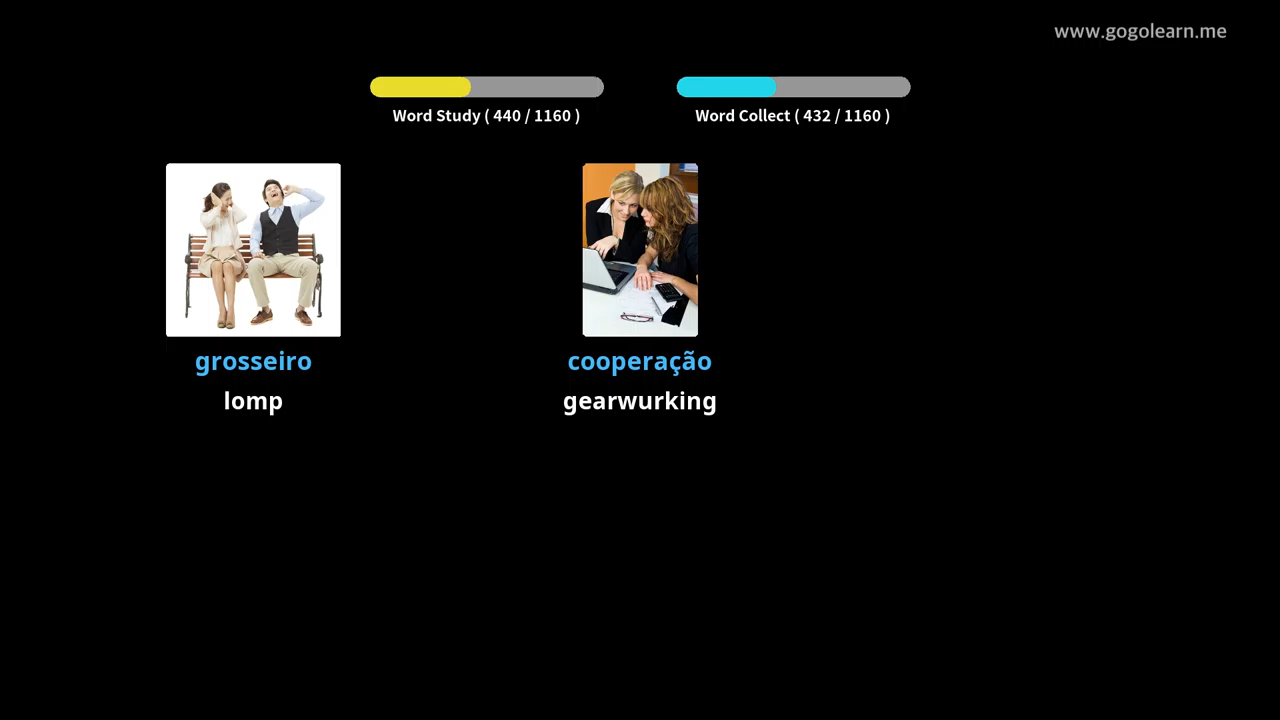 www.gogolearn.me
Word Study ( 440 / 1160 )
Word Collect ( 432 / 1160 )
grosseiro
lomp
cooperação
gearwurking